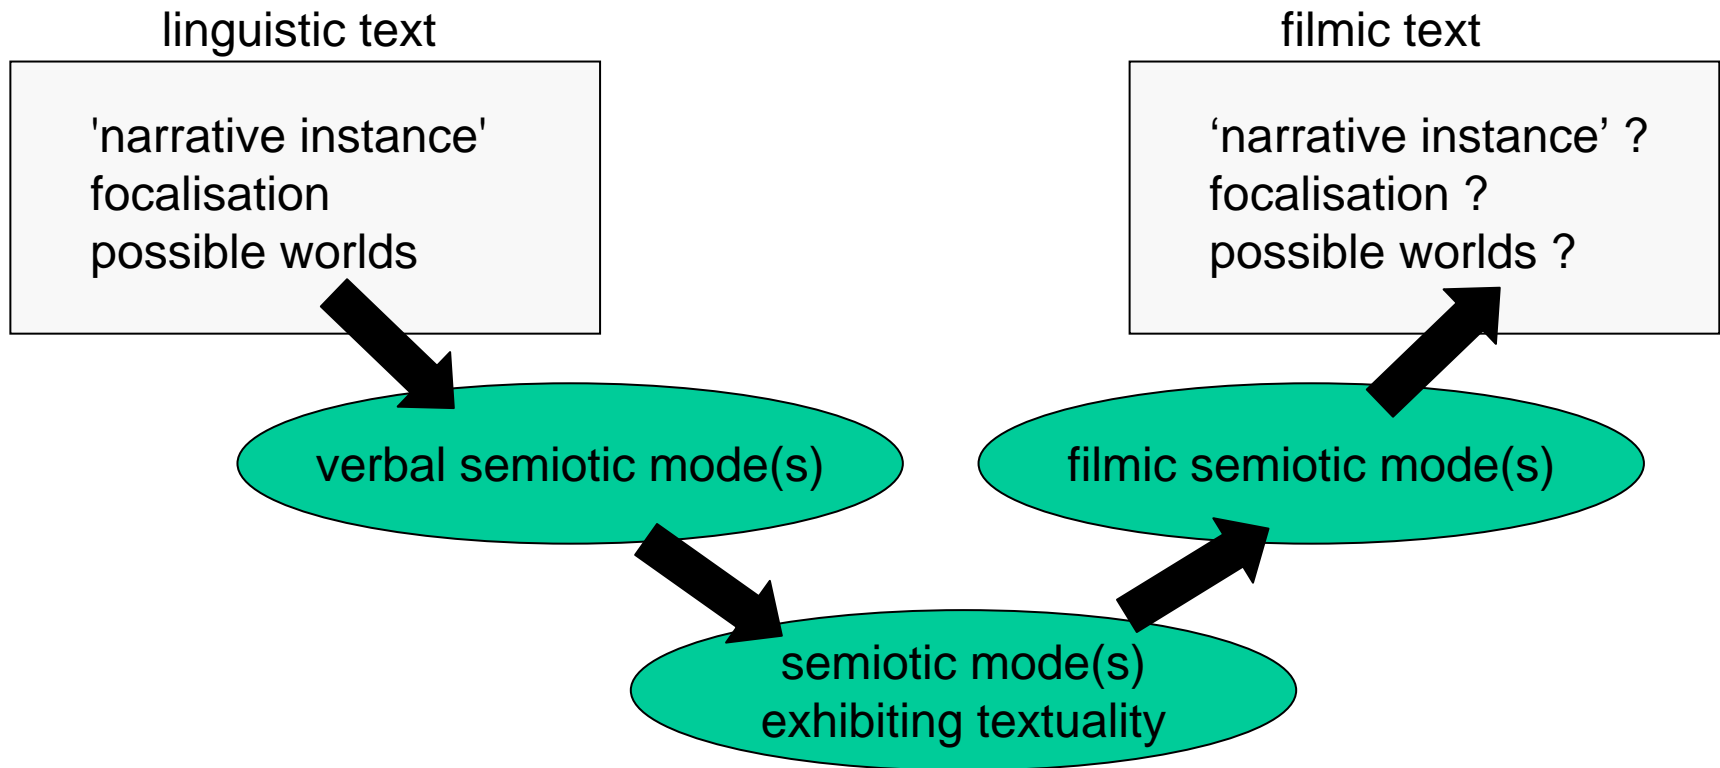 linguistic text
'narrative instance'
focalisation
possible worlds
filmic text
‘narrative instance’ ?
focalisation ?
possible worlds ?
verbal semiotic mode(s)
filmic semiotic mode(s)
semiotic mode(s)
exhibiting textuality